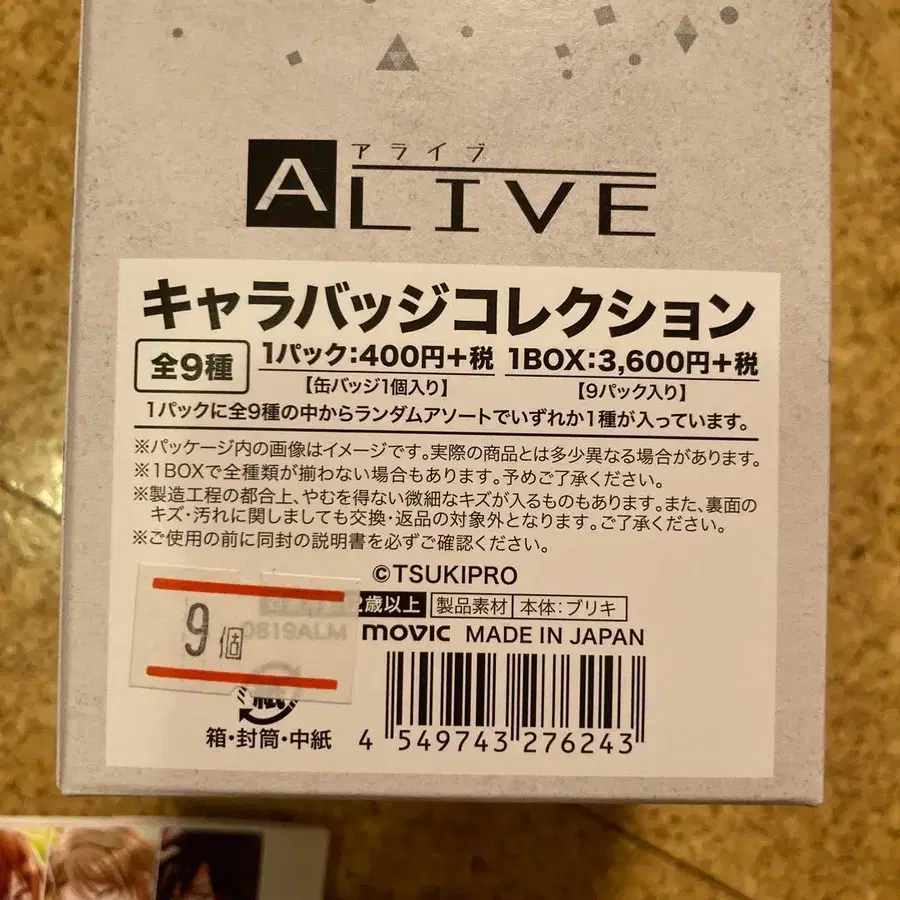 アライブ
ALIVE
キャラバッジコレクション
全9種
1パック:400円+税
【缶バッジ1個入り】
1BOX:3,600円+税
【9パック入り】
1パックに全9種の中からランダムアソートでいずれか1種が入っています。
※パッケージ内の画像はイメージです。実際の商品とは多少異なる場合があります。
※1BOXで全種類が揃わない場合もあります。予めご了承ください。
※製造工程の都合上、やむを得ない微細なキズが入るものもあります。また、裏面の
キズ・汚れに関しましても交換・返品の対象外となります。ご了承ください。
※ご使用の前に同封の説明書を必ずご確認ください。
©TSUKIPRO
2歳以上 製品素材 本体:ブリキ
9個
0819ALM
movic MADE IN JAPAN
紙
箱・封筒・中紙
4 549743 276243